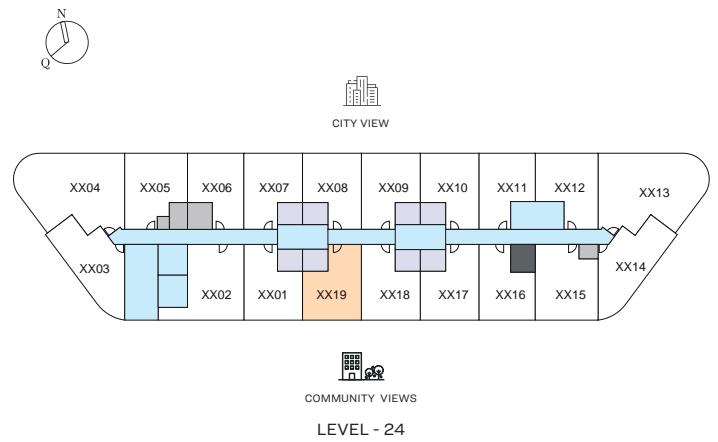 N
Q
CITY VIEW
XX04 XX05 XX06 XX07 XX08 XX09 XX10 XX11 XX12 XX13
XX03 XX14
XX02 XX01 XX19 XX18 XX17 XX16 XX15
COMMUNITY VIEWS
LEVEL - 24